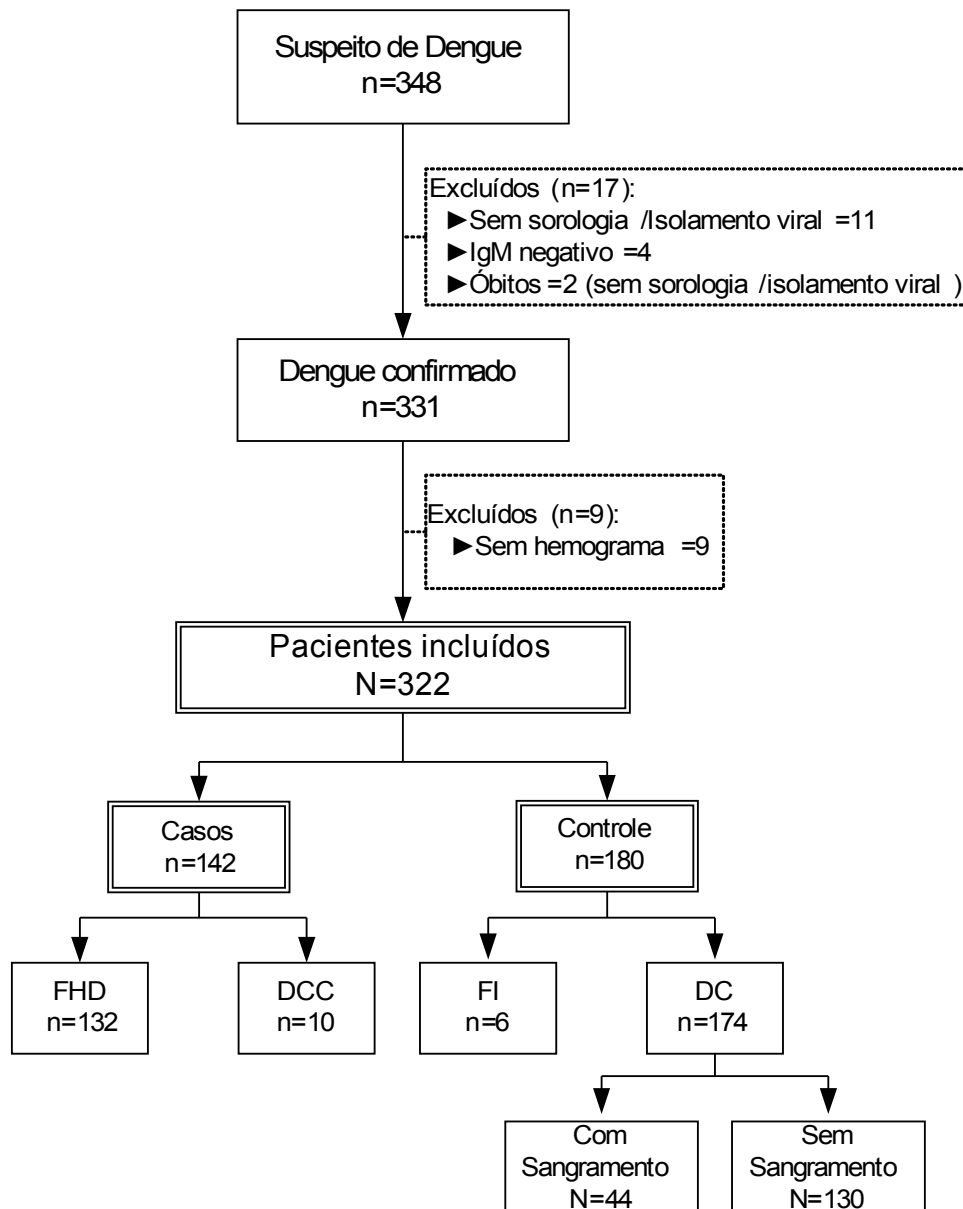 Suspeito de Dengue
n=348
Excluídos (n=17):
►Sem sorologia /Isolamento viral =11
►IgM negativo =4
►Óbitos =2 (sem sorologia /isolamento viral )
Dengue confirmado
n=331
Excluídos (n=9):
►Sem hemograma =9
Pacientes incluídos
N=322
Casos
n=142
Controle
n=180
FHD
n=132
DCC
n=10
FI
n=6
DC
n=174
Com
Sangramento
N=44
Sem
Sangramento
N=130